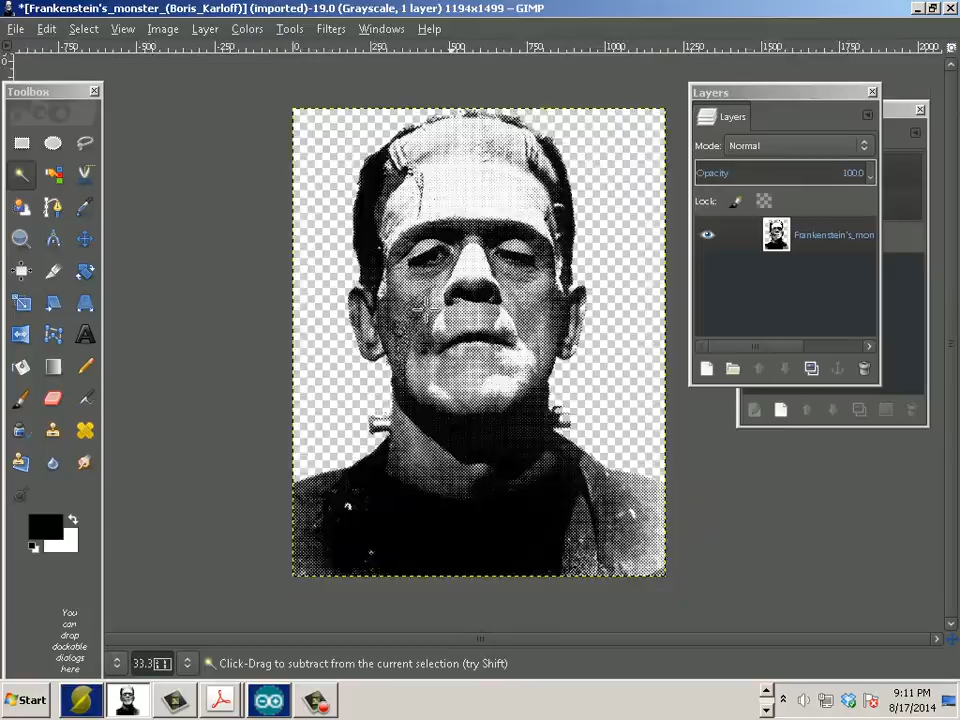 *[Frankenstein's_monster_(Boris_Karloff)] (imported)-19.0 (Grayscale, 1 layer) 1194x1499 – GIMP
File Edit Select View Image Layer Colors Tools Filters Windows Help
-750 -500 -250 0 250 500 750 1000 1250 1500 1750 2000
0
Toolbox
Layers
Layers
Mode: Normal
Opacity 100.0
Lock:
Frankenstein's_mon
You
can
drop
dockable
dialogs
here
33.3 Click-Drag to subtract from the current selection (try Shift)
Start
9:11 PM
8/17/2014